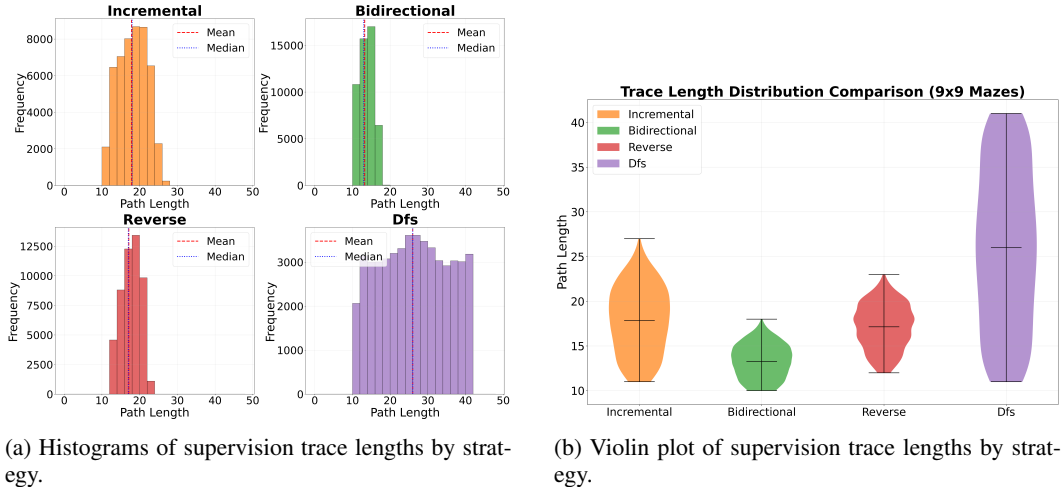 Incremental
Frequency
8000
6000
4000
2000
0
0 10 20 30 40 50
Path Length
Mean
Median
Bidirectional
Frequency
15000
10000
5000
0
0 10 20 30 40 50
Path Length
Mean
Median
Reverse
Frequency
12500
10000
7500
5000
2500
0
0 10 20 30 40 50
Path Length
Mean
Median
Dfs
Frequency
3000
2000
1000
0
0 10 20 30 40 50
Path Length
Mean
Median
(a) Histograms of supervision trace lengths by strat-
egy.
Trace Length Distribution Comparison (9x9 Mazes)
Incremental
Bidirectional
Reverse
Dfs
Path Length
40
35
30
25
20
15
10
Incremental Bidirectional Reverse Dfs
(b) Violin plot of supervision trace lengths by strat-
egy.